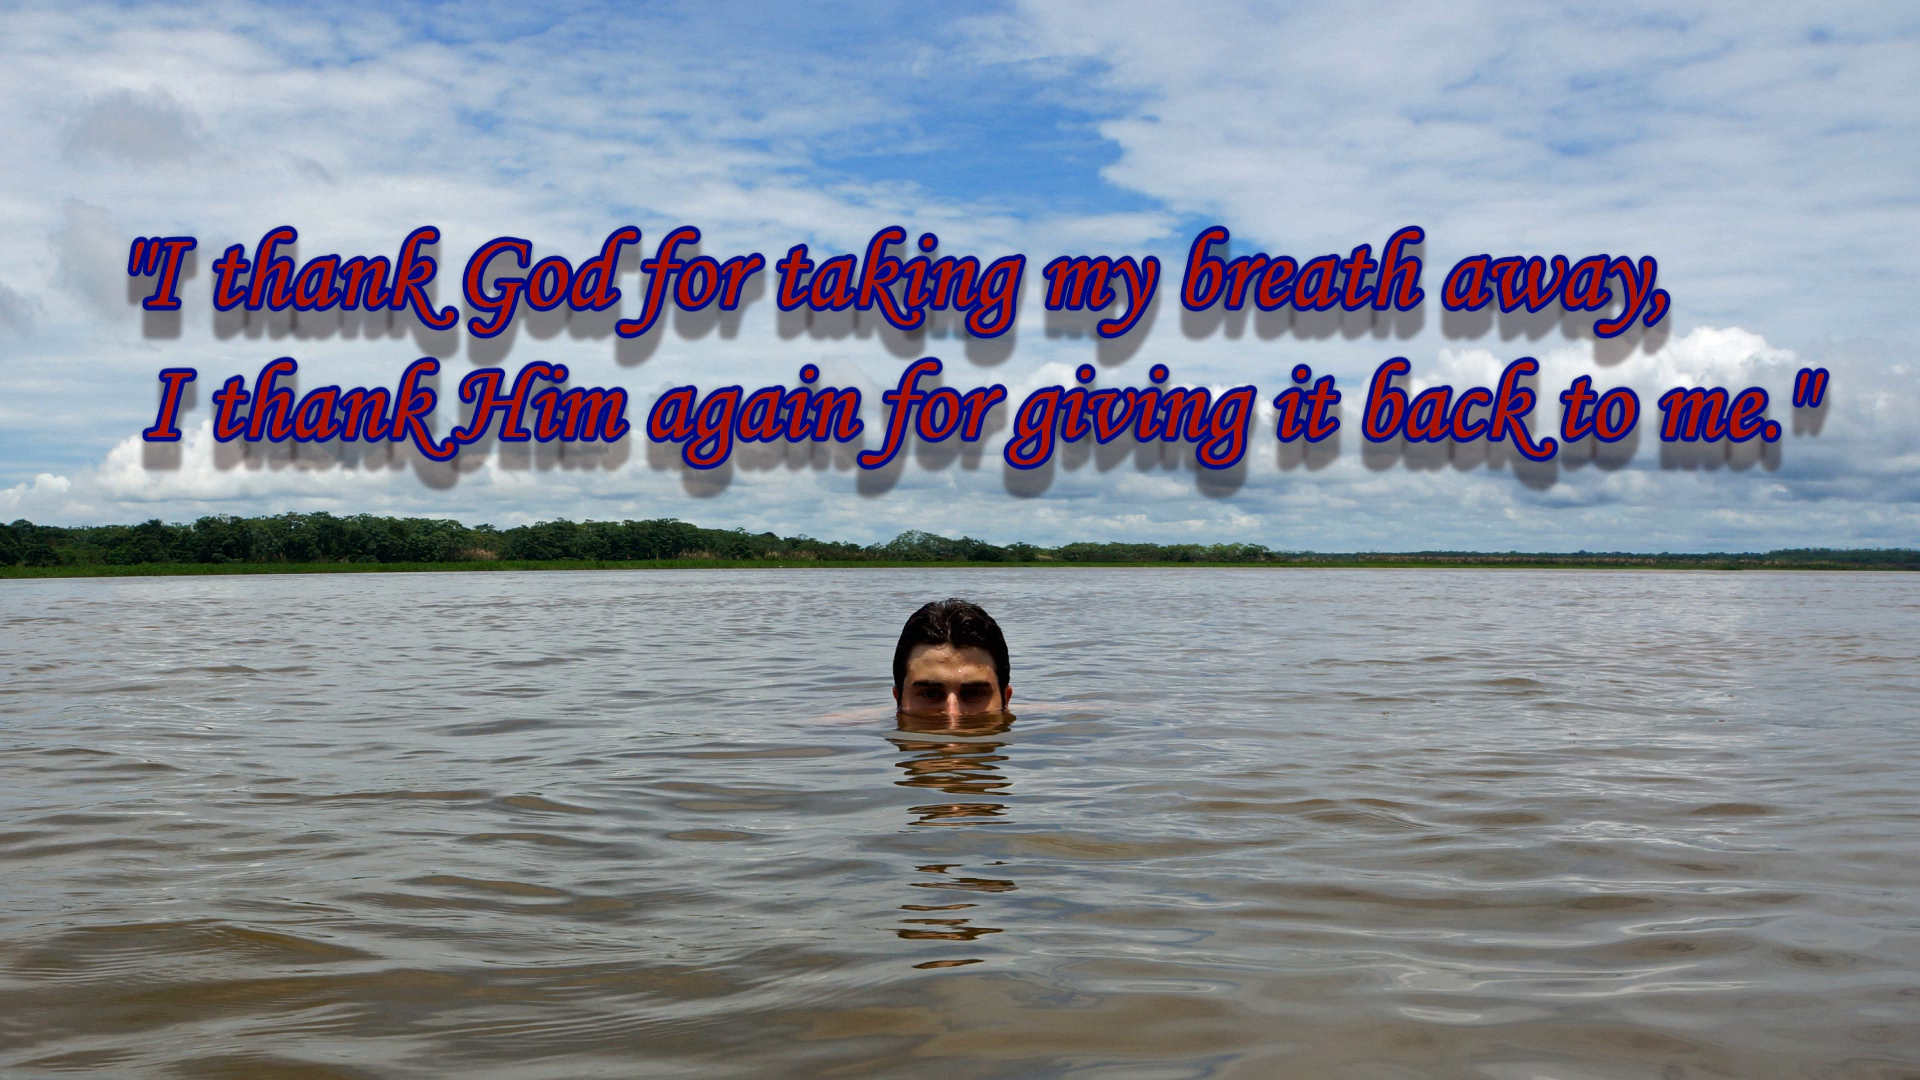 "I thank God for taking my breath away,
I thank Him again for giving it back to me."